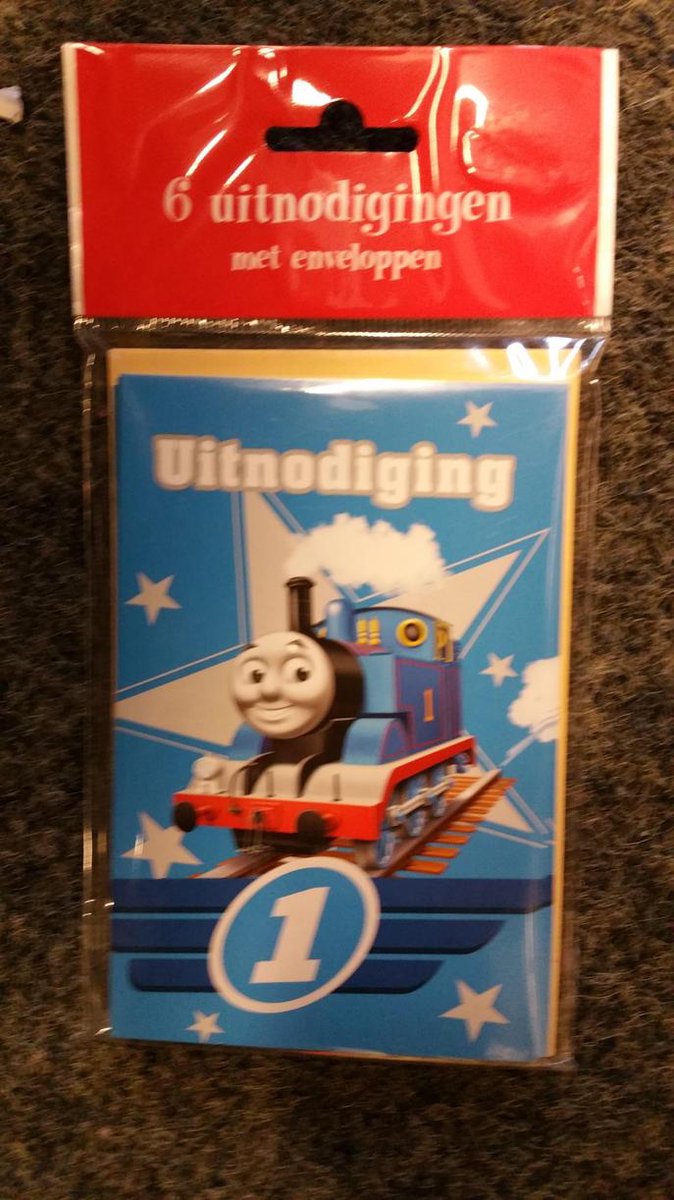 6 uitnodigingen
met enveloppen
Uitnodiging
1
1